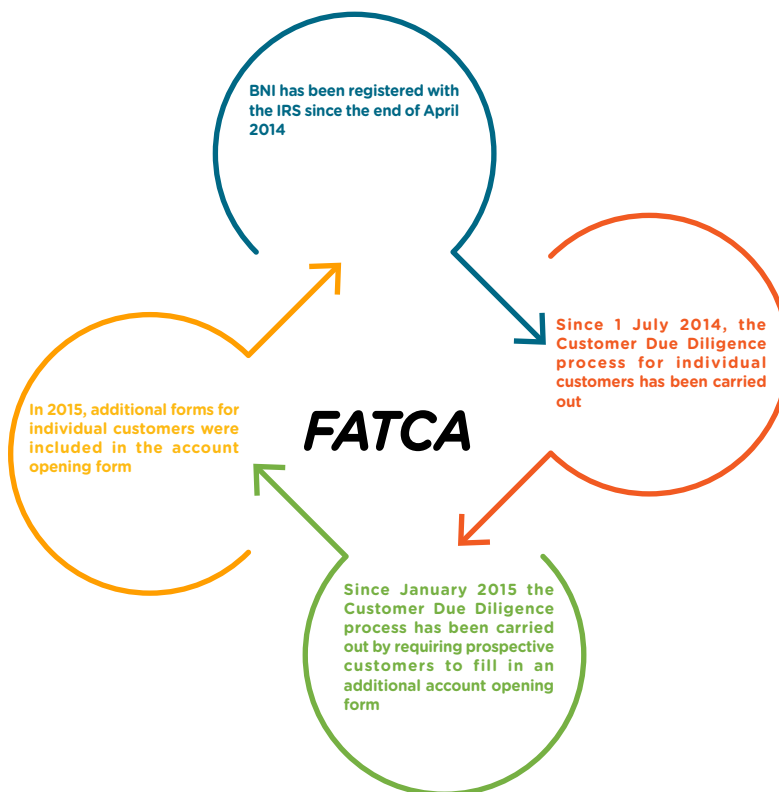 BNI has been registered with
the IRS since the end of April
2014
Since 1 July 2014, the
Customer Due Diligence
process for individual
customers has been carried
out
In 2015, additional forms for
individual customers were
included in the account
opening form
FATCA
Since January 2015 the
Customer Due Diligence
process has been carried
out by requiring prospective
customers to fill in an
additional account opening
form